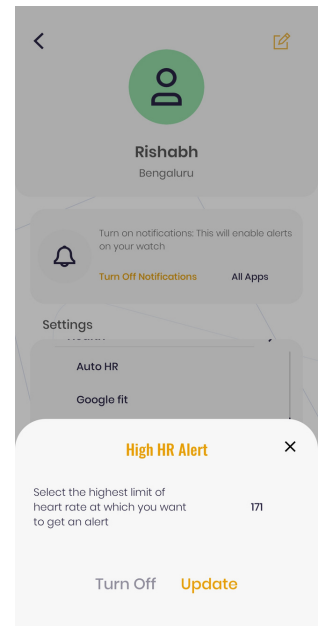 Rishabh
Bengaluru
Turn on notifications: This will enable alerts
on your watch
Turn Off Notifications All Apps
Settings
Auto HR
Google fit
High HR Alert
Select the highest limit of
heart rate at which you want
to get an alert
171
Turn Off Update